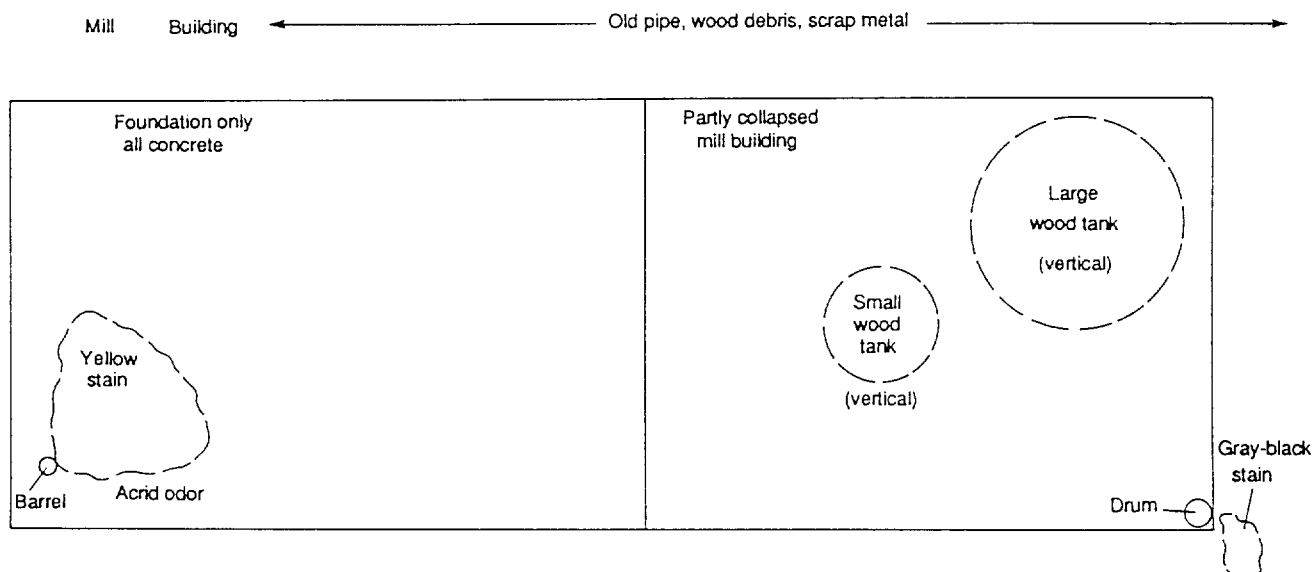 Mill Building Old pipe, wood debris, scrap metal
Foundation only
all concrete
Partly collapsed
mill building
Large
wood tank
(vertical)
Small
wood
tank
(vertical)
Yellow
stain
Barrel
Acrid odor
Gray-black
stain
Drum